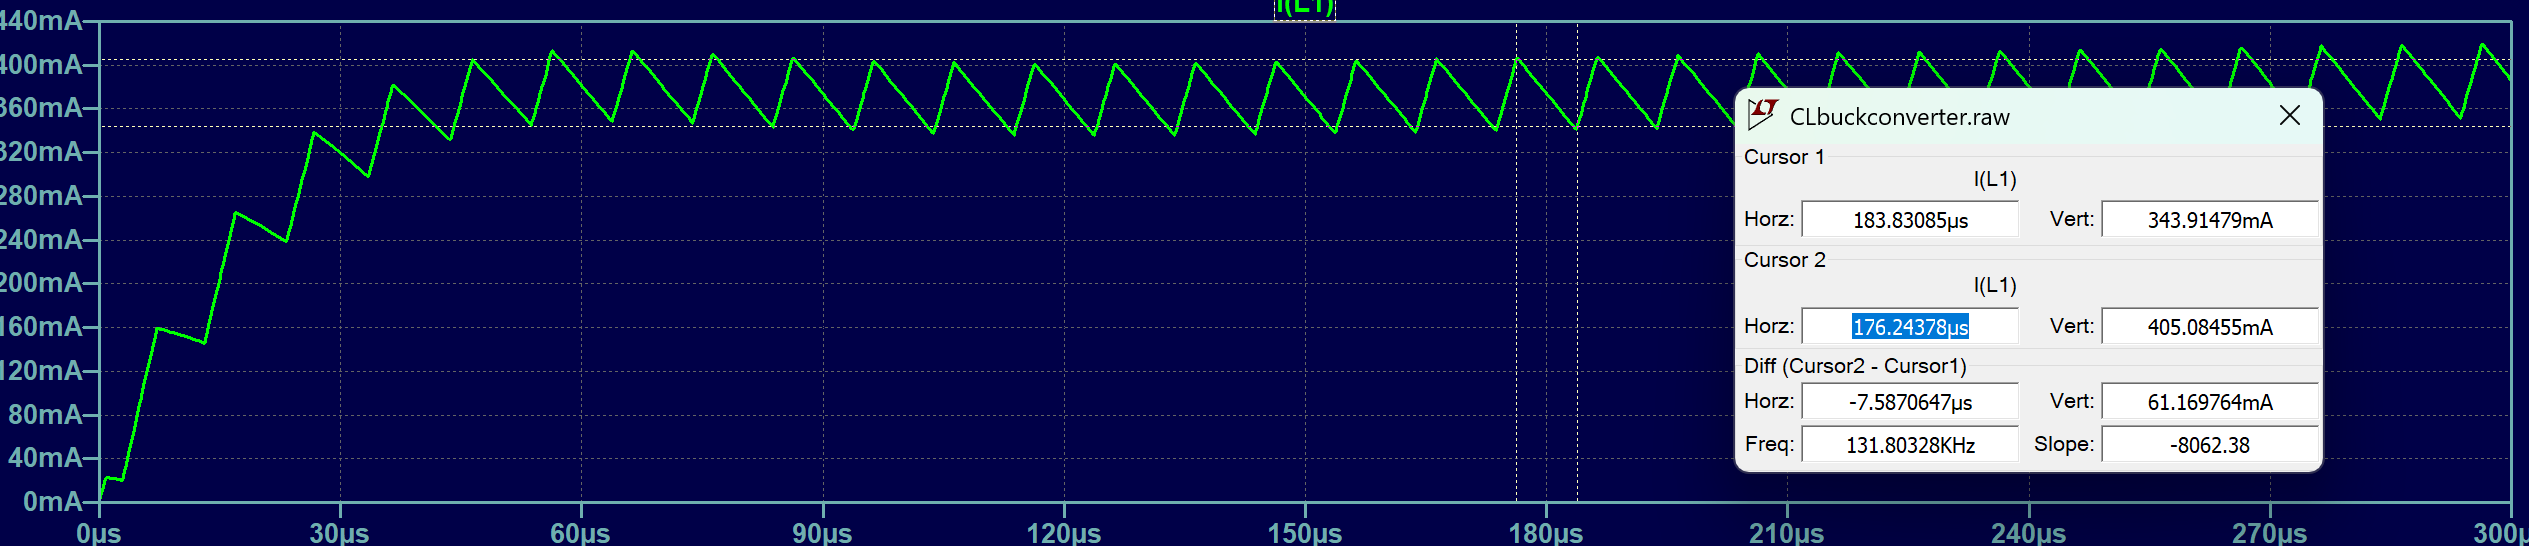 I(L1)
440mA
400mA
360mA
320mA
280mA
240mA
200mA
160mA
120mA
80mA
40mA
0mA
0µs 30µs 60µs 90µs 120µs 150µs 180µs 210µs 240µs 270µs 300µ
CLbuckconverter.raw
Cursor 1
I(L1)
Horz: 183.83085µs Vert: 343.91479mA
Cursor 2
I(L1)
Horz: 176.24378µs Vert: 405.08455mA
Diff (Cursor2 - Cursor1)
Horz: -7.5870647µs Vert: 61.169764mA
Freq: 131.80328KHz Slope: -8062.38